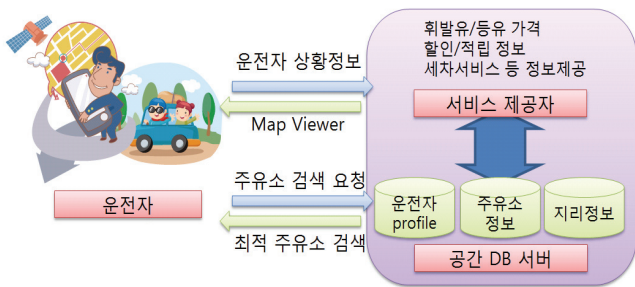 휘발유/등유 가격
할인/적립 정보
세차서비스 등 정보제공
운전자 상황정보
서비스 제공자
Map Viewer
주유소 검색 요청
운전자
운전자
profile
주유소
정보
지리정보
최적 주유소 검색
공간 DB 서버